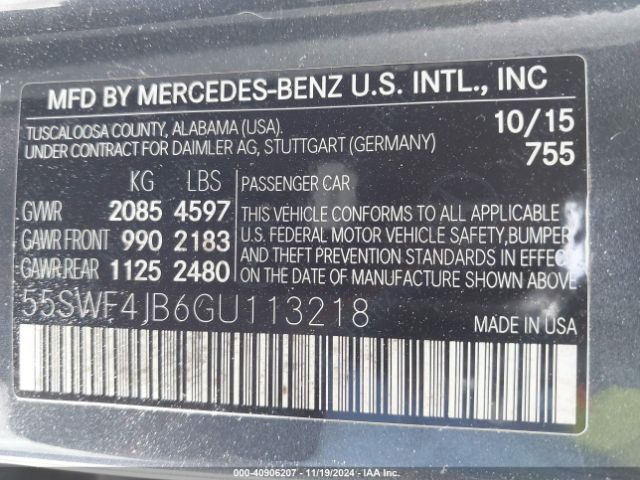 MFD BY MERCEDES-BENZ U.S. INTL., INC
TUSCALOOSA COUNTY, ALABAMA (USA).
UNDER CONTRACT FOR DAIMLER AG, STUTTGART (GERMANY)
10/15
755
KG LBS
GVWR 2085 4597
GAWR FRONT 990 2183
GAWR REAR 1125 2480
PASSENGER CAR
THIS VEHICLE CONFORMS TO ALL APPLICABLE
U.S. FEDERAL MOTOR VEHICLE SAFETY, BUMPER
AND THEFT PREVENTION STANDARDS IN EFFECT
ON THE DATE OF MANUFACTURE SHOWN ABOVE.
55SWF4JB6GU113218
MADE IN USA
000-40906207 - 11/19/2024 - IAA Inc.